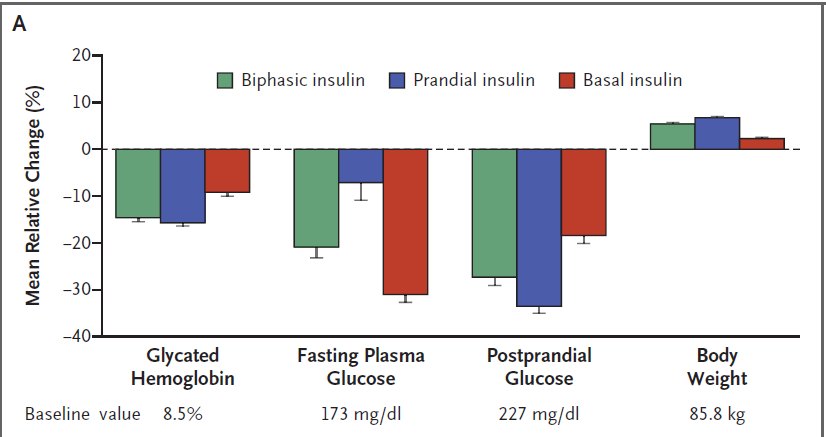 A
20
10
0
−10
−20
−30
−40
Mean Relative Change (%)
Biphasic insulin Prandial insulin Basal insulin
Glycated Hemoglobin
Fasting Plasma Glucose
Postprandial Glucose
Body Weight
Baseline value 8.5% 173 mg/dl 227 mg/dl 85.8 kg